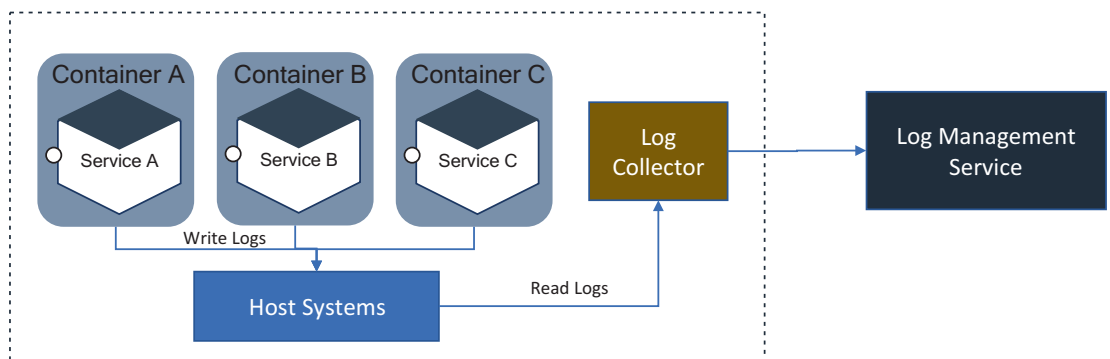 Container A
Container B
Container C
Service A
Service B
Service C
Log
Collector
Log Management
Service
Write Logs
Host Systems
Read Logs